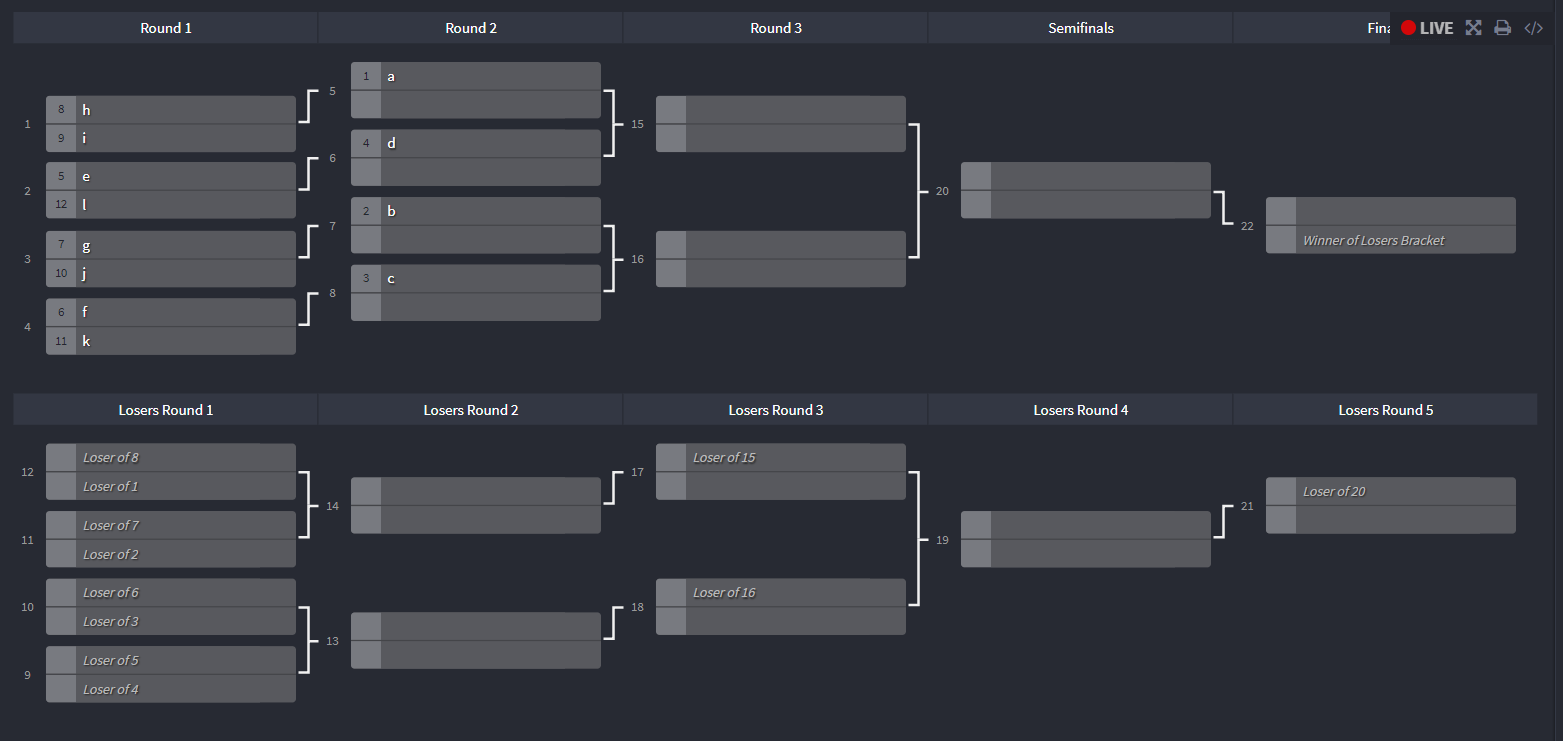 Round 1 Round 2 Round 3 Semifinals Fina LIVE </>
1 8 h
9 i
2 5 e
12 l
3 7 g
10 j
4 6 f
11 k
5 1 a
6 4 d
7 2 b
8 3 c
15
16
20
22 Winner of Losers Bracket
Losers Round 1 Losers Round 2 Losers Round 3 Losers Round 4 Losers Round 5
12 Loser of 8
Loser of 1
11 Loser of 7
Loser of 2
10 Loser of 6
Loser of 3
9 Loser of 5
Loser of 4
14
13
17 Loser of 15
18 Loser of 16
19
21 Loser of 20